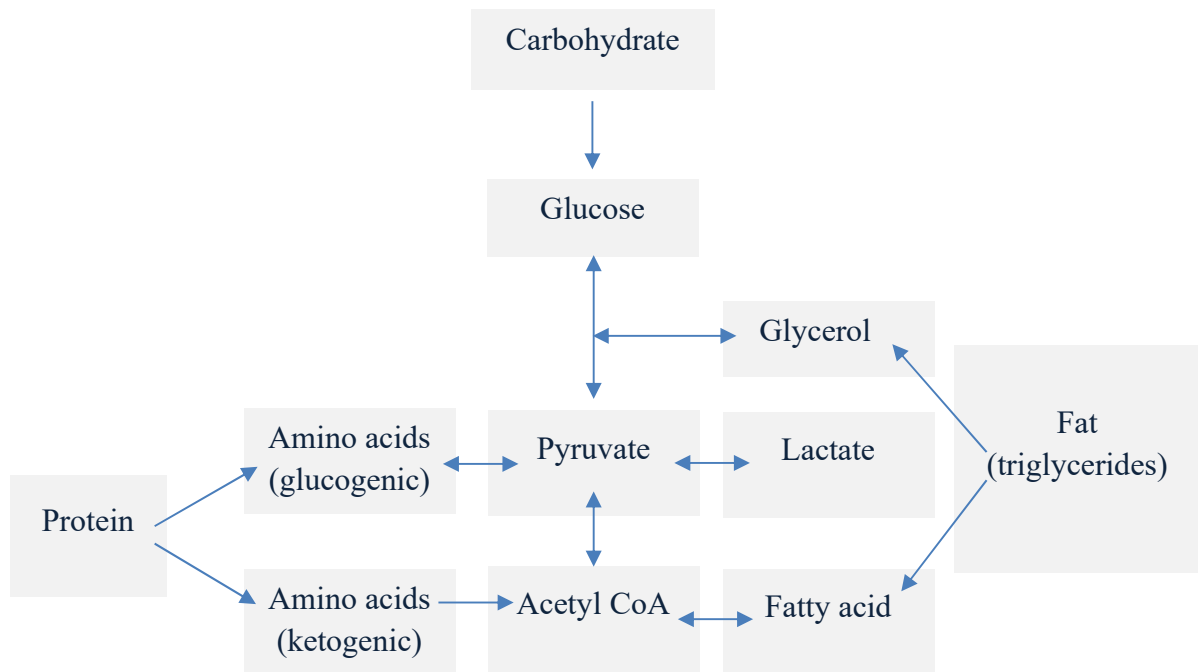 Carbohydrate
Glucose
Glycerol
Fat
(triglycerides)
Amino acids
(glucogenic)
Pyruvate
Lactate
Protein
Amino acids
(ketogenic)
Acetyl CoA
Fatty acid